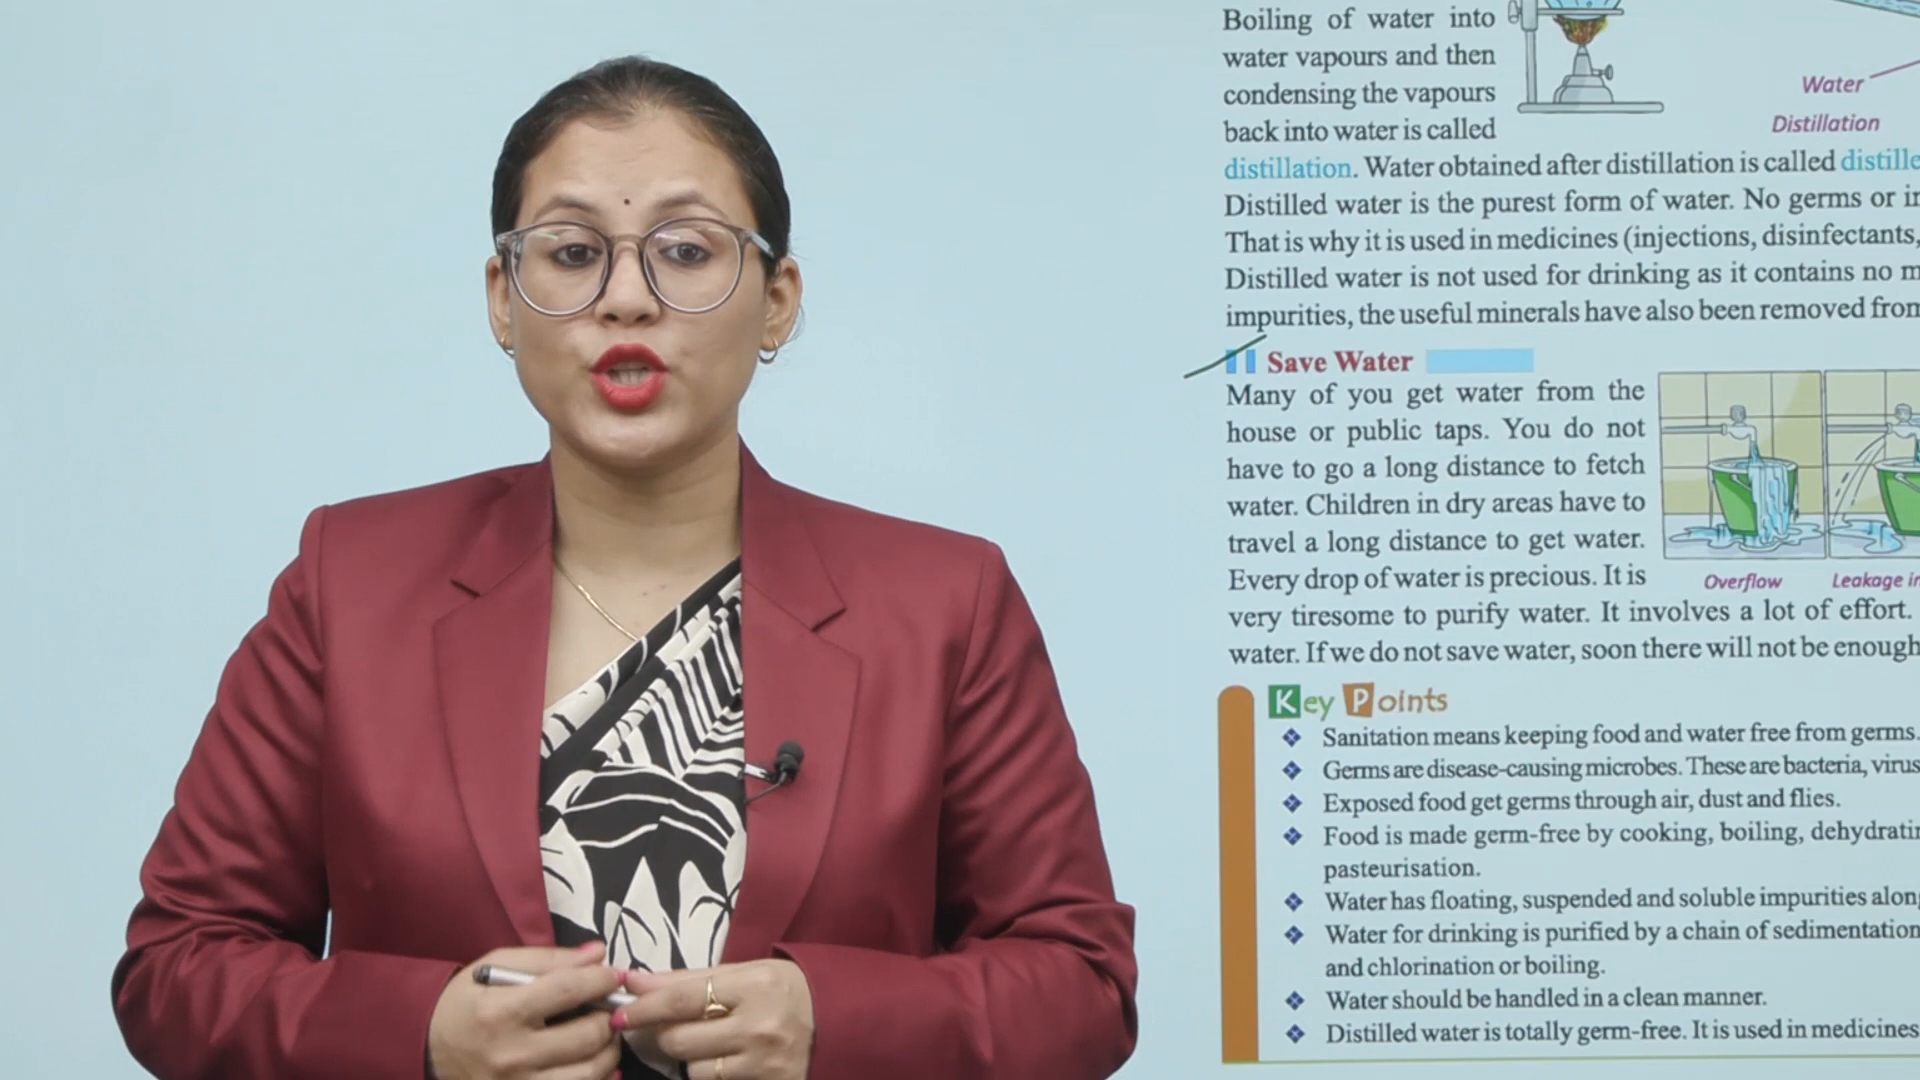 Boiling of water into
water vapours and then
condensing the vapours
back into water is called
Water
Distillation
distillation. Water obtained after distillation is called
Distilled water is the purest form of water. No germs or
That is why it is used in medicines (injections, disinfectants,
Distilled water is not used for drinking as it contains no
impurities, the useful minerals have also been removed from
Save Water
Many of you get water from the
house or public taps. You do not
have to go a long distance to fetch
water. Children in dry areas have to
travel a long distance to get water.
Every drop of water is precious. It is
Overflow
Leakage
very tiresome to purify water. It involves a lot of effort.
water. If we do not save water, soon there will not be enough
Key Points
Sanitation means keeping food and water free from germs.
Germs are disease-causing microbes. These are bacteria,
Exposed food get germs through air, dust and flies.
Food is made germ-free by cooking, boiling,
pasteurisation.
Water has floating, suspended and soluble impurities
Water for drinking is purified by a chain of sedimentation
and chlorination or boiling.
Water should be handled in a clean manner.
Distilled water is totally germ-free. It is used in medicines